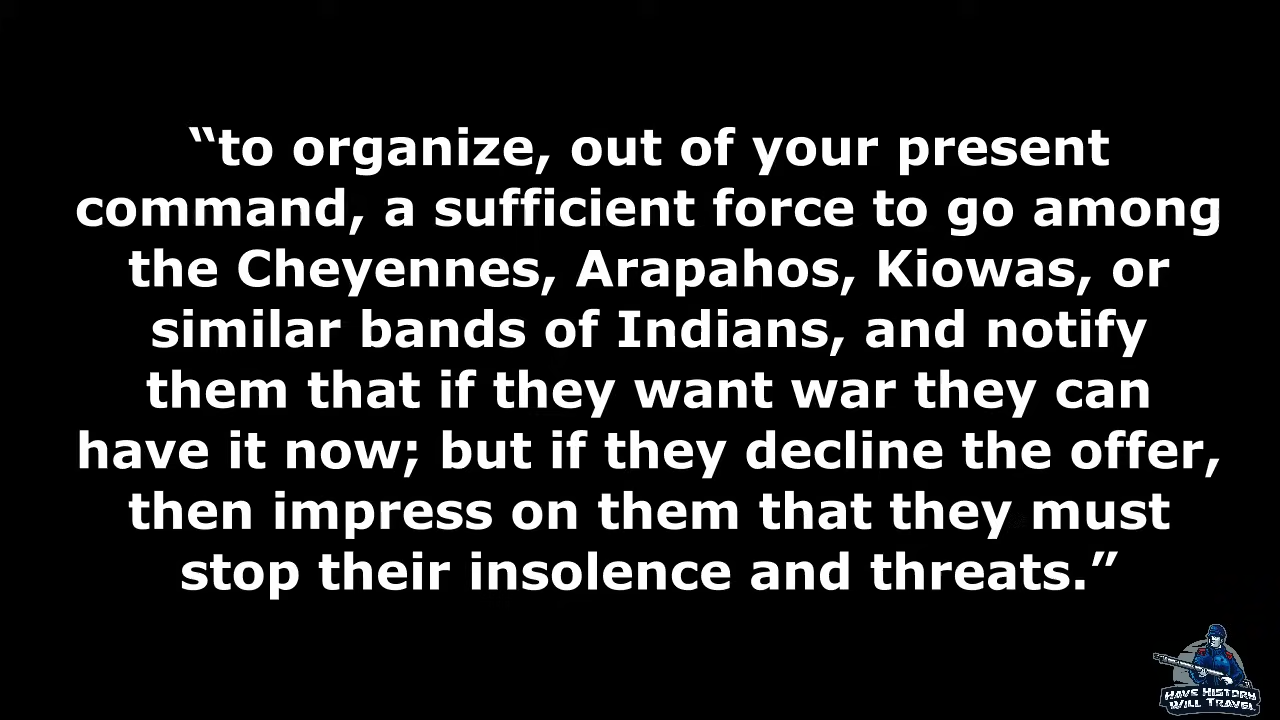 “to organize, out of your present
command, a sufficient force to go among
the Cheyennes, Arapahos, Kiowas, or
similar bands of Indians, and notify
them that if they want war they can
have it now; but if they decline the offer,
then impress on them that they must
stop their insolence and threats.”
HAVE HISTORY
WILL TRAVEL